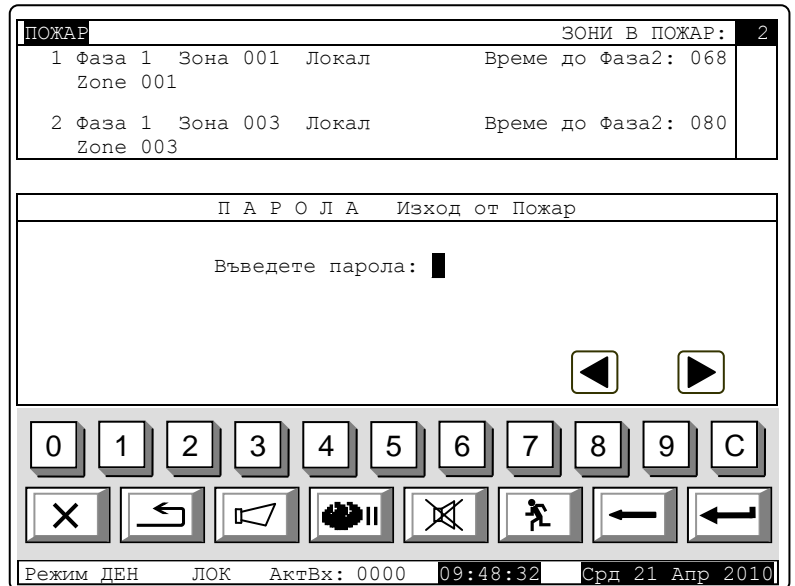 ПОЖАР ЗОНИ В ПОЖАР: 2
1 Фаза 1 Зона 001 Локал Време до Фаза2: 068
Zone 001
2 Фаза 1 Зона 003 Локал Време до Фаза2: 080
Zone 003
П А Р О Л А Изход от Пожар
Въведете парола:
0 1 2 3 4 5 6 7 8 9 C
Режим ДЕН ЛОК АктВх: 0000 09:48:32 Срд 21 Апр 2010